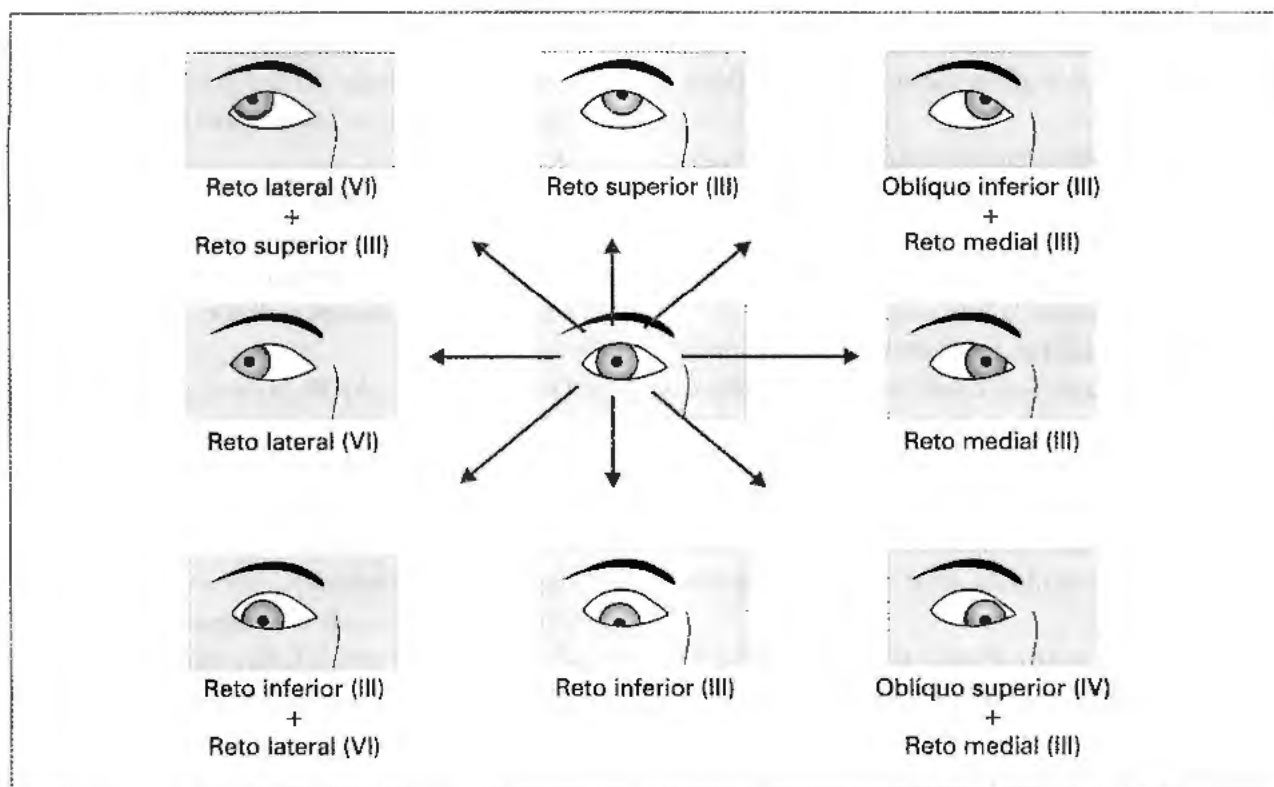 Reto lateral (VI)
+
Reto superior (III)
Reto superior (III)
Oblíquo inferior (III)
+
Reto medial (III)
Reto lateral (VI)
Reto medial (III)
Reto inferior (III)
+
Reto lateral (VI)
Reto inferior (III)
Oblíquo superior (IV)
+
Reto medial (III)